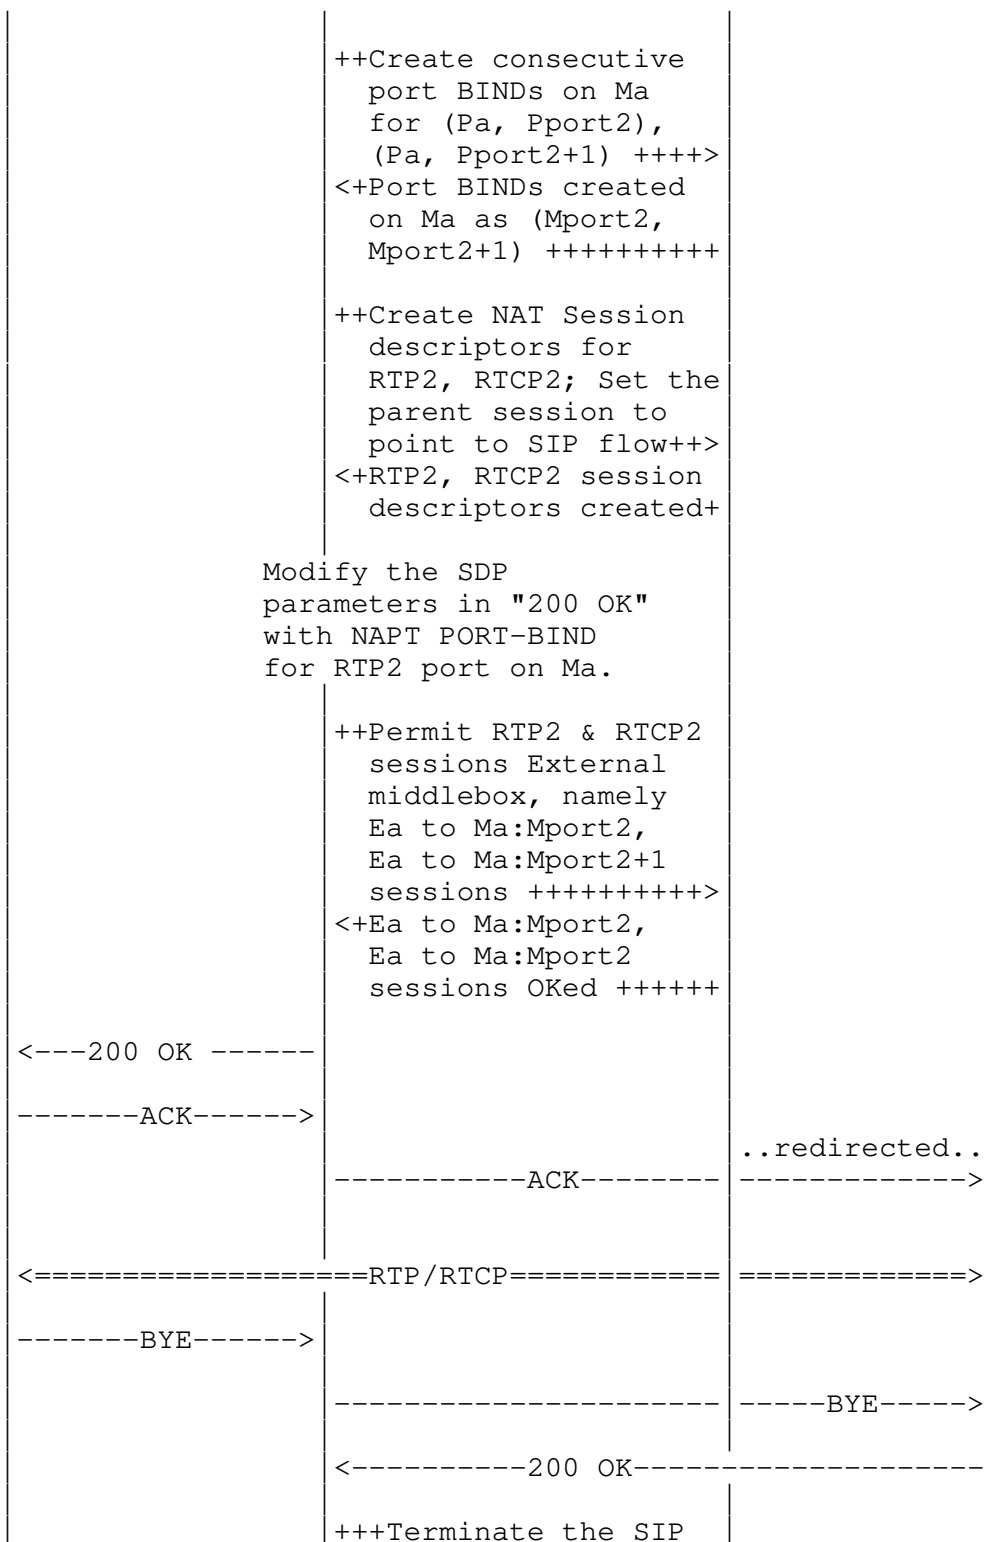 ++Create consecutive
port BINDs on Ma
for (Pa, Pport2),
(Pa, Pport2+1) ++++>
<+Port BINDs created
on Ma as (Mport2,
Mport2+1) ++++++++++
++Create NAT Session
descriptors for
RTP2, RTCP2; Set the
parent session to
point to SIP flow++>
<+RTP2, RTCP2 session
descriptors created+
Modify the SDP
parameters in "200 OK"
with NAPT PORT-BIND
for RTP2 port on Ma.
++Permit RTP2 & RTCP2
sessions External
middlebox, namely
Ea to Ma:Mport2,
Ea to Ma:Mport2+1
sessions ++++++++++>
<+Ea to Ma:Mport2,
Ea to Ma:Mport2
sessions OKed ++++++
<---200 OK ------
-------ACK------>
..redirected..
-----------ACK--------|------------->
<===================RTP/RTCP============|=============>
-------BYE------>
----------------------|-----BYE----->
<----------200 OK--------------------
+++Terminate the SIP